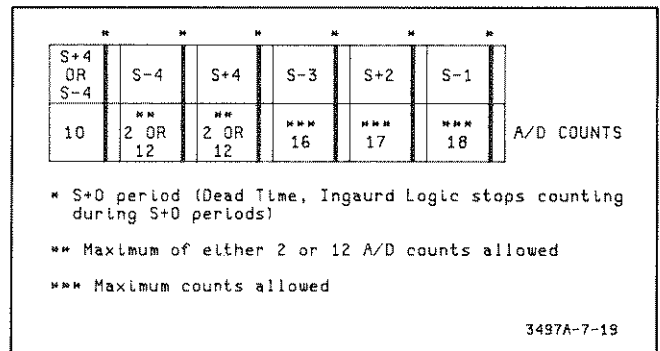 * * * * * *
S+4 OR S-4 S-4 S+4 S-3 S+2 S-1
10 ** 2 OR 12 ** 2 OR 12 *** 16 *** 17 *** 18 A/D COUNTS
* S+0 period (Dead Time, Ingaurd Logic stops counting
during S+0 periods)
** Maximum of either 2 or 12 A/D counts allowed
*** Maximum counts allowed
3497A-7-19